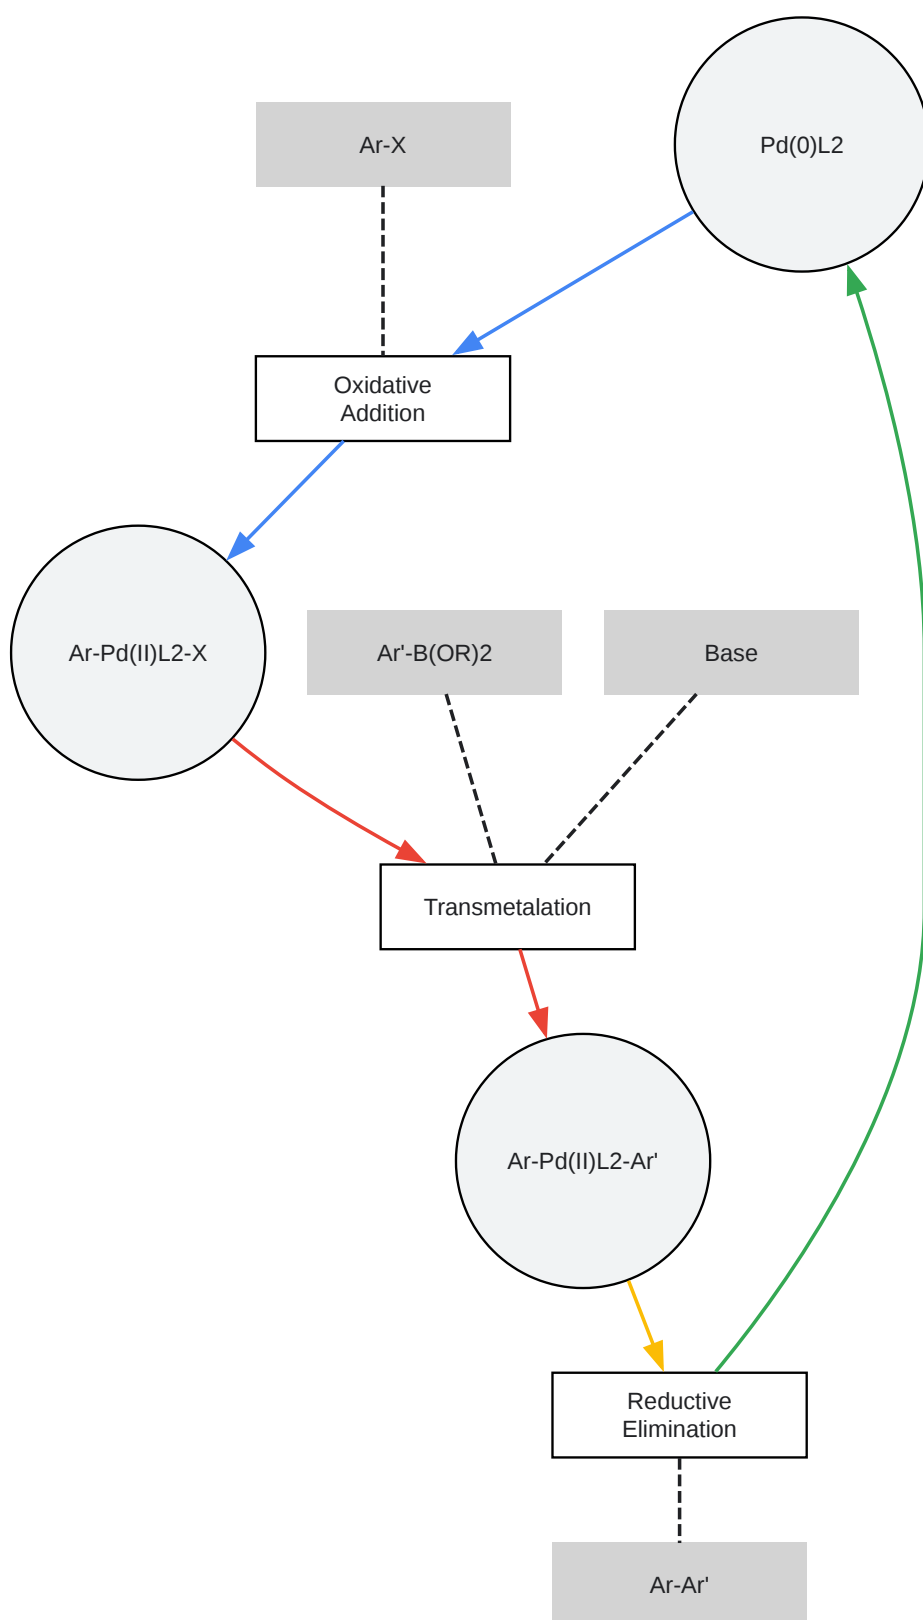 Ar-X
Pd(0)L2
Oxidative
Addition
Ar-Pd(II)L2-X
Ar'-B(OR)2
Base
Transmetalation
Ar-Pd(II)L2-Ar'
Reductive
Elimination
Ar-Ar'